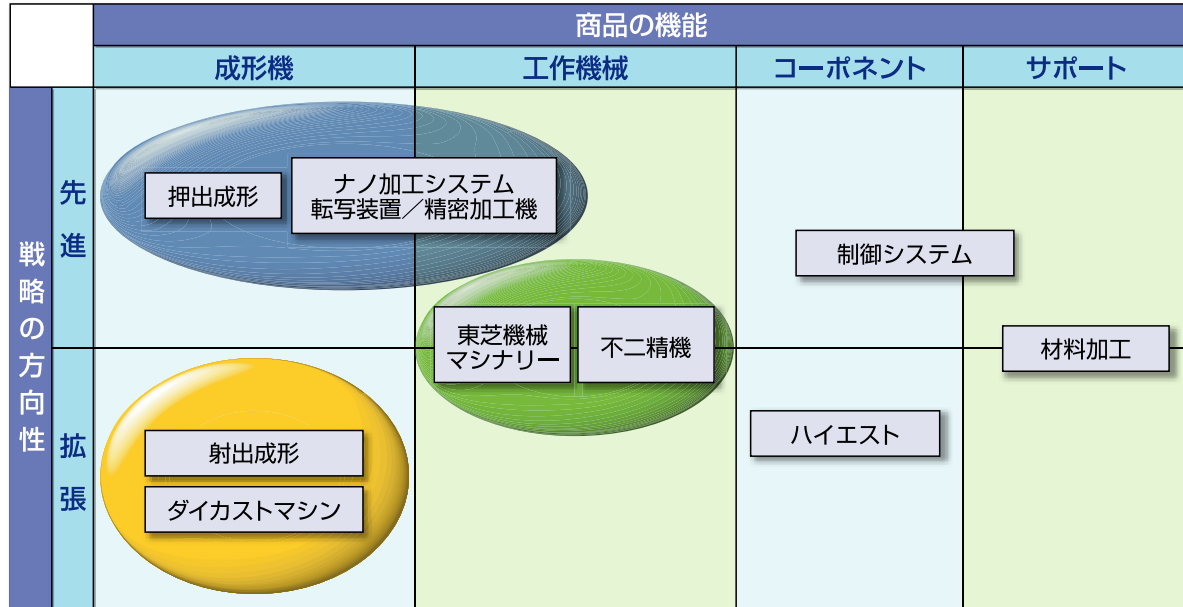 商品の機能
成形機
工作機械
コーポネント
サポート
戦略の方向性
先進
押出成形
ナノ加工システム
転写装置／精密加工機
制御システム
東芝機械
マシナリー
不二精機
材料加工
拡張
射出成形
ダイカストマシン
ハイエスト